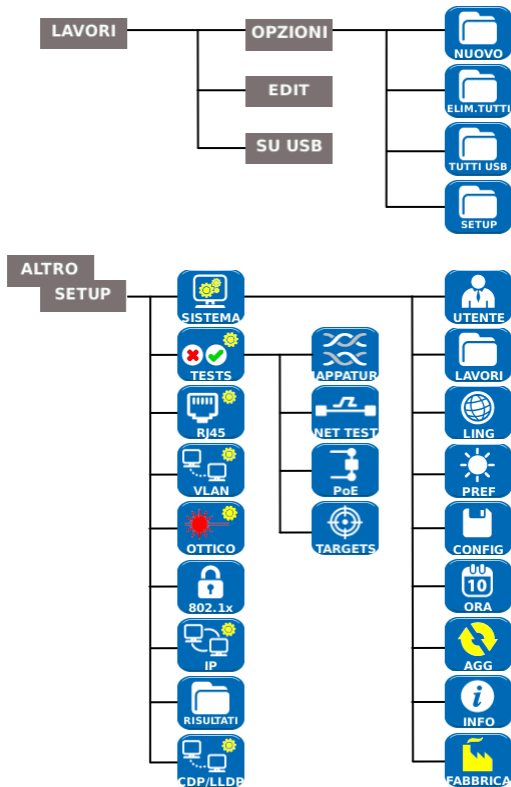 LAVORI
OPZIONI
NUOVO
EDIT
ELIM.TUTTI
SU USB
TUTTI USB
SETUP
ALTRO
SETUP
SISTEMA
UTENTE
TESTS
APPATUR
LAVORI
RJ45
NET TEST
LING
VLAN
PoE
PREF
OTTICO
TARGETS
CONFIG
802.1x
10
ORA
IP
AGG
RISULTATI
i
INFO
CDP/LLDP
FABBRICA